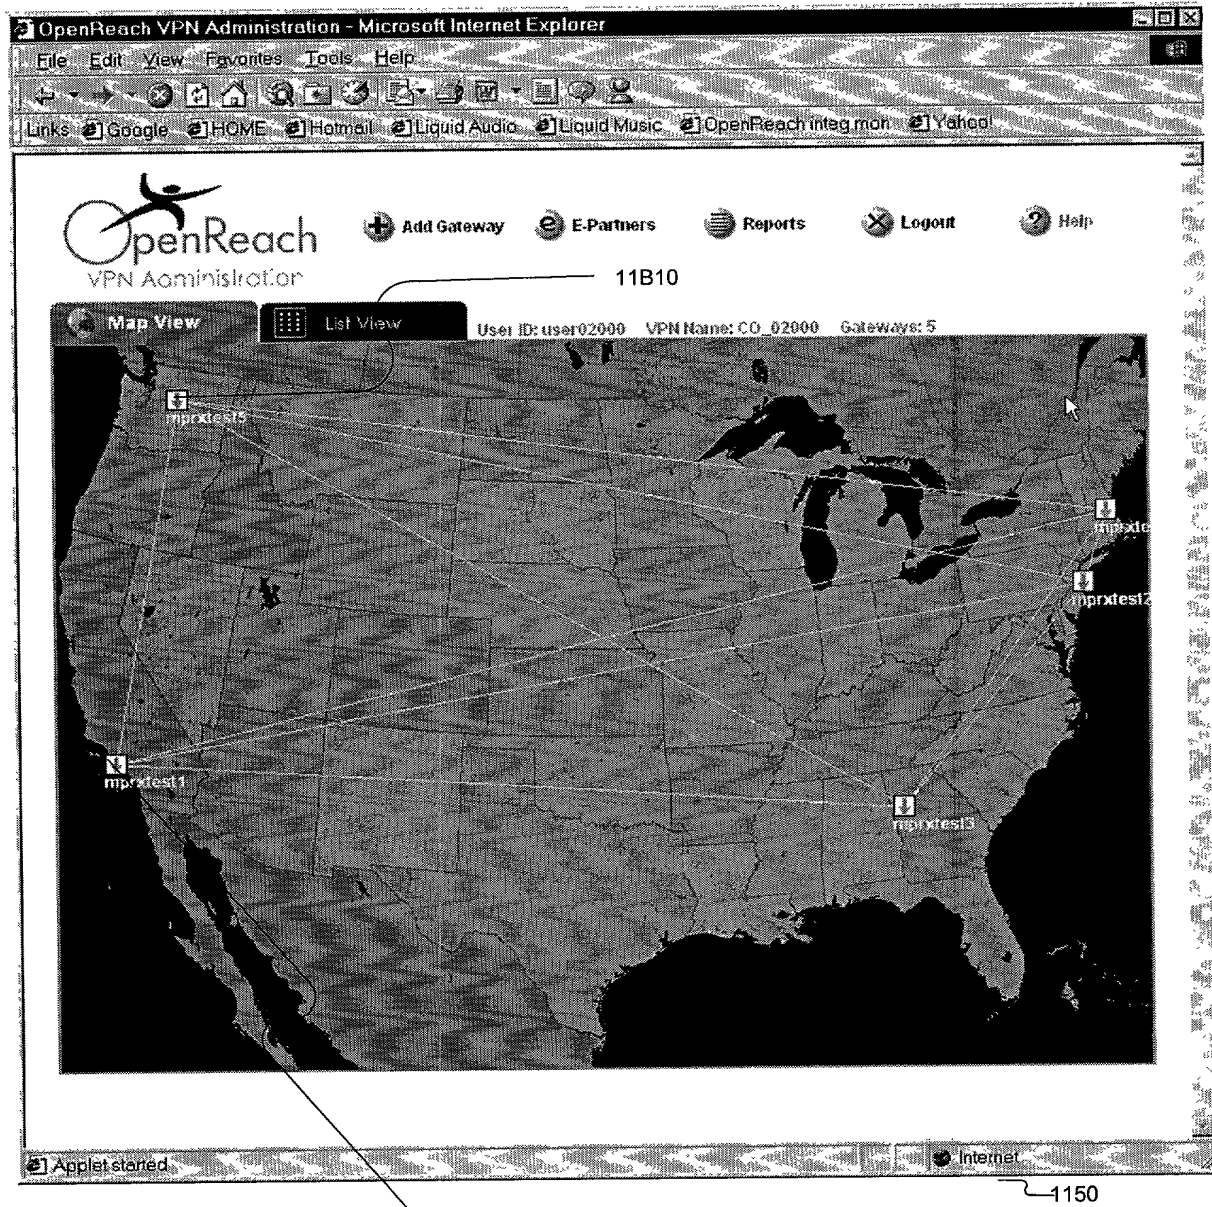 OpenReach VPN Administration - Microsoft Internet Explorer
File Edit View Favorites Tools Help
Links Google HOME Hotmail Liquid Audio Liquid Music OpenReach integ mon Yahoo!
OpenReach
VPN Administration
Add Gateway E-Partners Reports Logout Help
11B10
Map View List View User ID: user02000 VPN Name: CO_02000 Gateways: 5
mprxtest5
mprxte
mprxtest2
mprxtest1
mprxtest3
Applet started Internet
1150